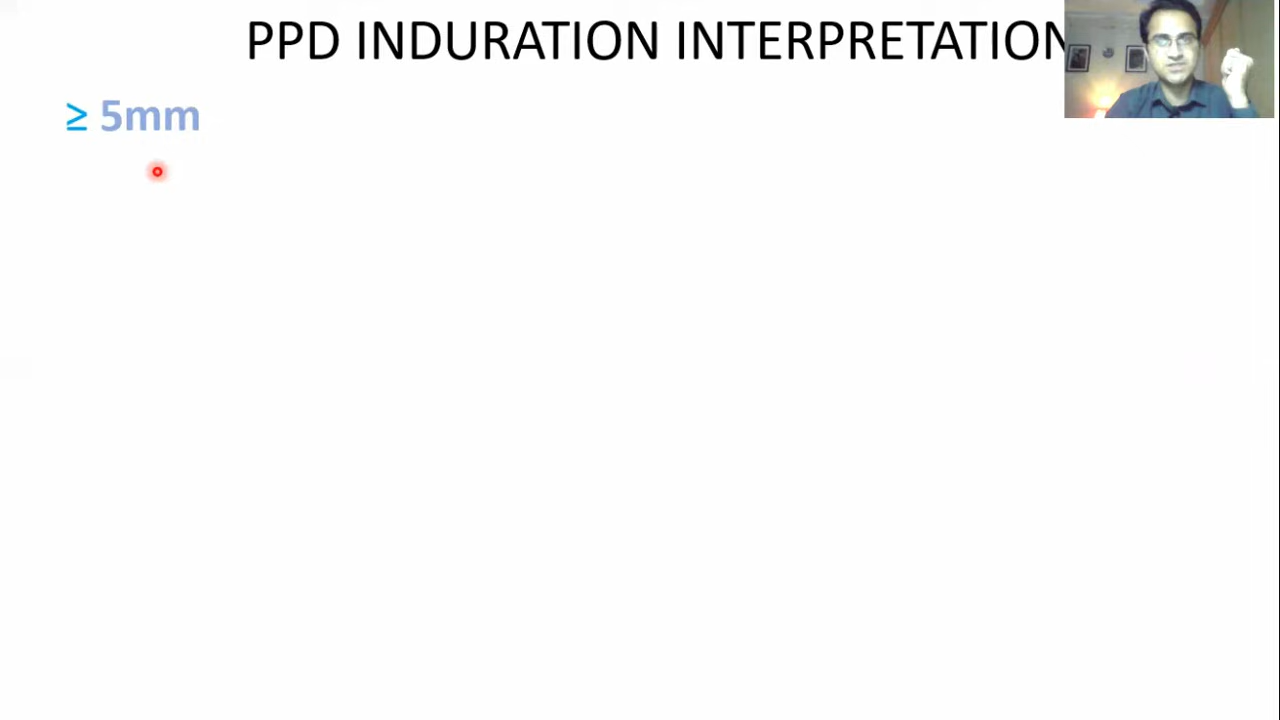 PPD INDURATION INTERPRETATION
≥ 5mm